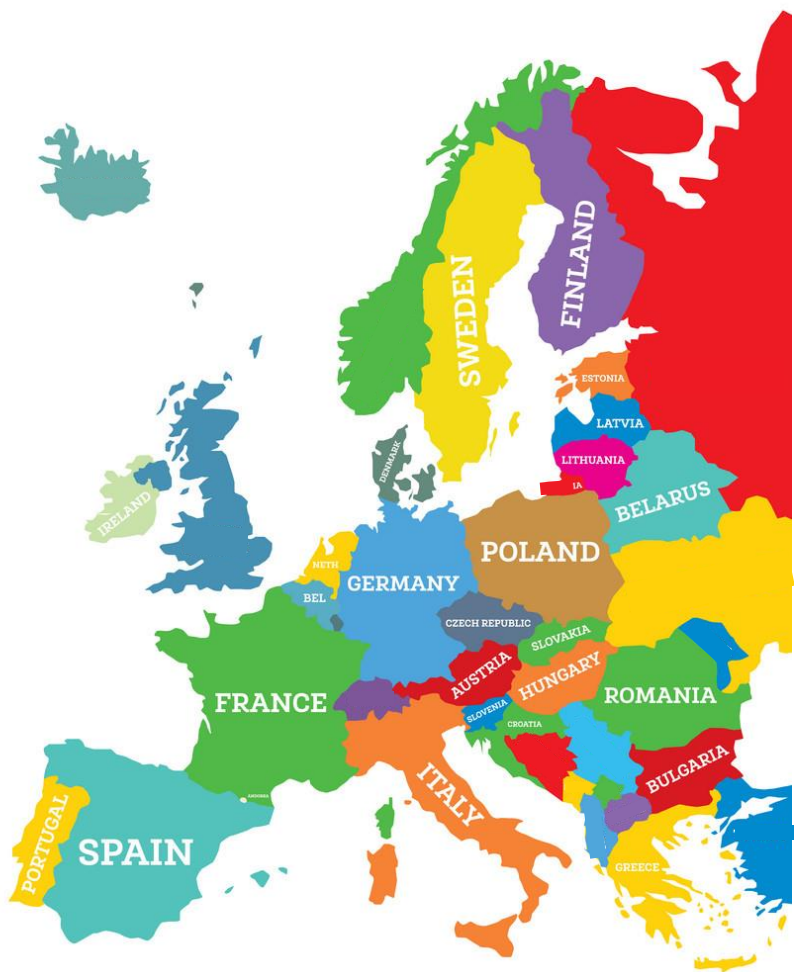 FINLAND
SWEDEN
ESTONIA
LATVIA
LITHUANIA
DENMARK
IA
IRELAND
BELARUS
POLAND
NETH
GERMANY
BEL
CZECH REPUBLIC
SLOVAKIA
AUSTRIA
HUNGARY
FRANCE
ROMANIA
SLOVENIA
CROATIA
BULGARIA
ITALY
PORTUGAL
ANDORRA
SPAIN
GREECE